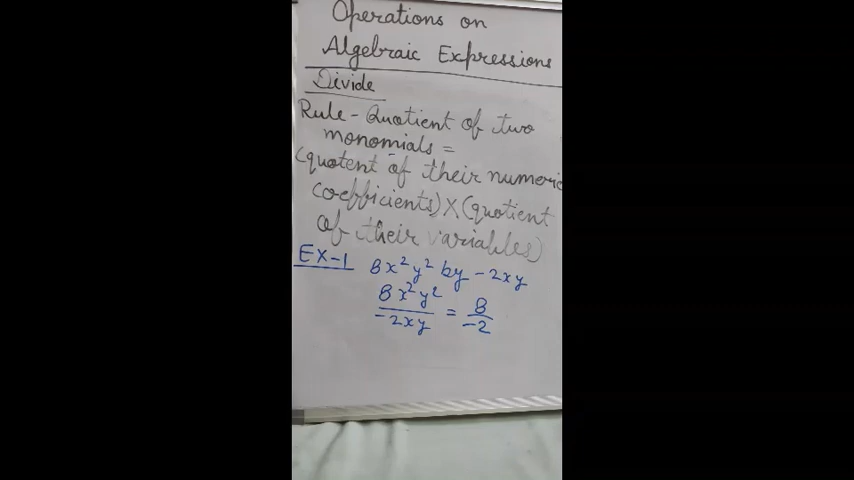 Operations on
Algebraic Expressions
Divide
Rule - Quotient of two
monomials =
(quotent of their numeric
coefficients) X (quotient
of their variables)
EX-1 8x²y² by - 2xy
8x²y² / -2xy = 8 / -2